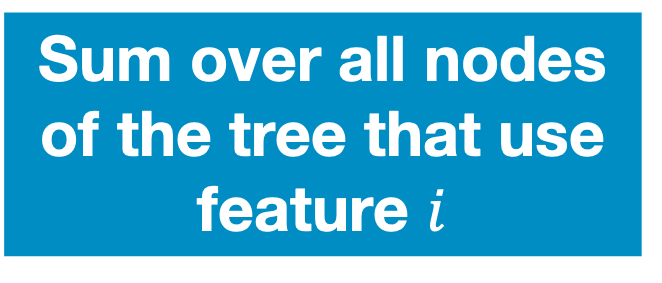 Sum over all nodes
of the tree that use
feature i